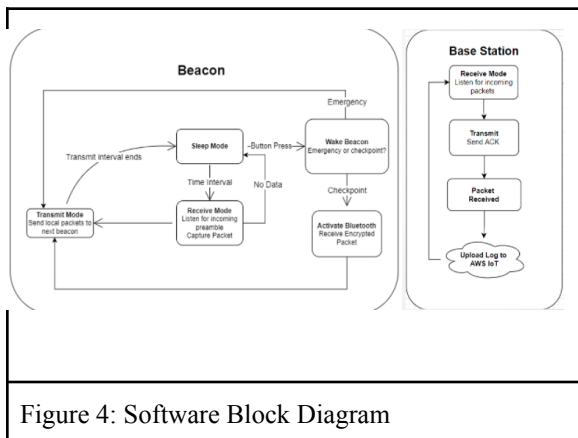 Beacon
Emergency
Sleep Mode
-Button Press
Wake Beacon
Emergency or checkpoint?
Transmit interval ends
Time Interval
No Data
Checkpoint
Transmit Mode
Send local packets to
next beacon
Receive Mode
Listen for incoming
preamble
Capture Packet
Activate Bluetooth
Receive Encrypted
Packet
Base Station
Receive Mode
Listen for incoming
packets
Transmit
Send ACK
Packet
Received
Upload Log to
AWS IoT
Figure 4: Software Block Diagram